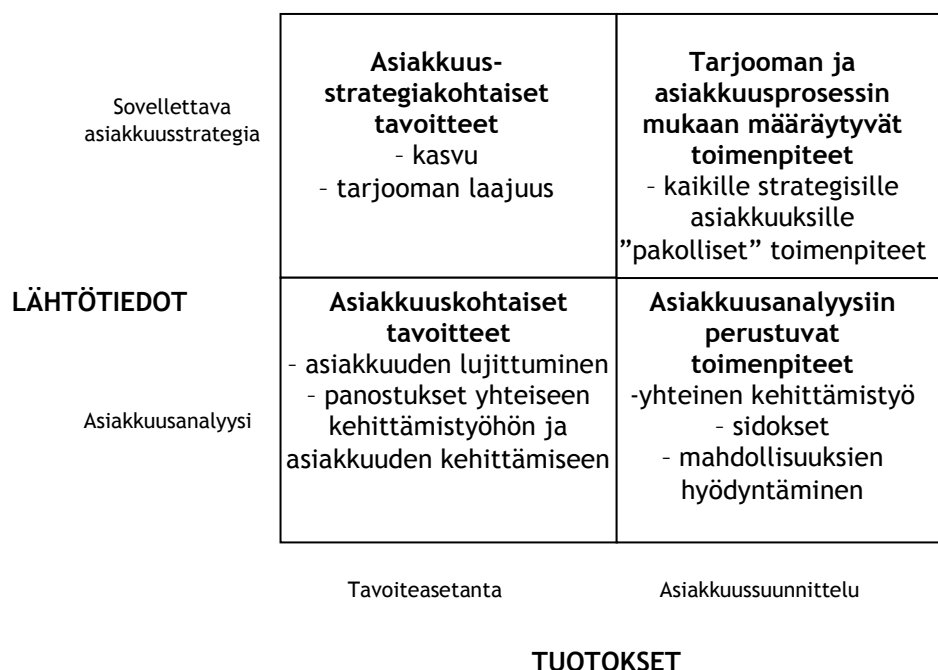 Sovellettava
asiakkuusstrategia
Asiakkuus-
strategiakohtaiset
tavoitteet
– kasvu
– tarjooman laajuus
Tarjooman ja
asiakkuusprosessin
mukaan määräytyvät
toimenpiteet
– kaikille strategisille
asiakkuuksille
”pakolliset” toimenpiteet
LÄHTÖTIEDOT
Asiakkuusanalyysi
Asiakkuuskohtaiset
tavoitteet
– asiakkuuden lujittuminen
– panostukset yhteiseen
kehittämistyöhön ja
asiakkuuden kehittämiseen
Asiakkuusanalyysiin
perustuvat
toimenpiteet
-yhteinen kehittämistyö
– sidokset
– mahdollisuuksien
hyödyntäminen
Tavoiteasetanta
Asiakkuussuunnittelu
TUOTOKSET